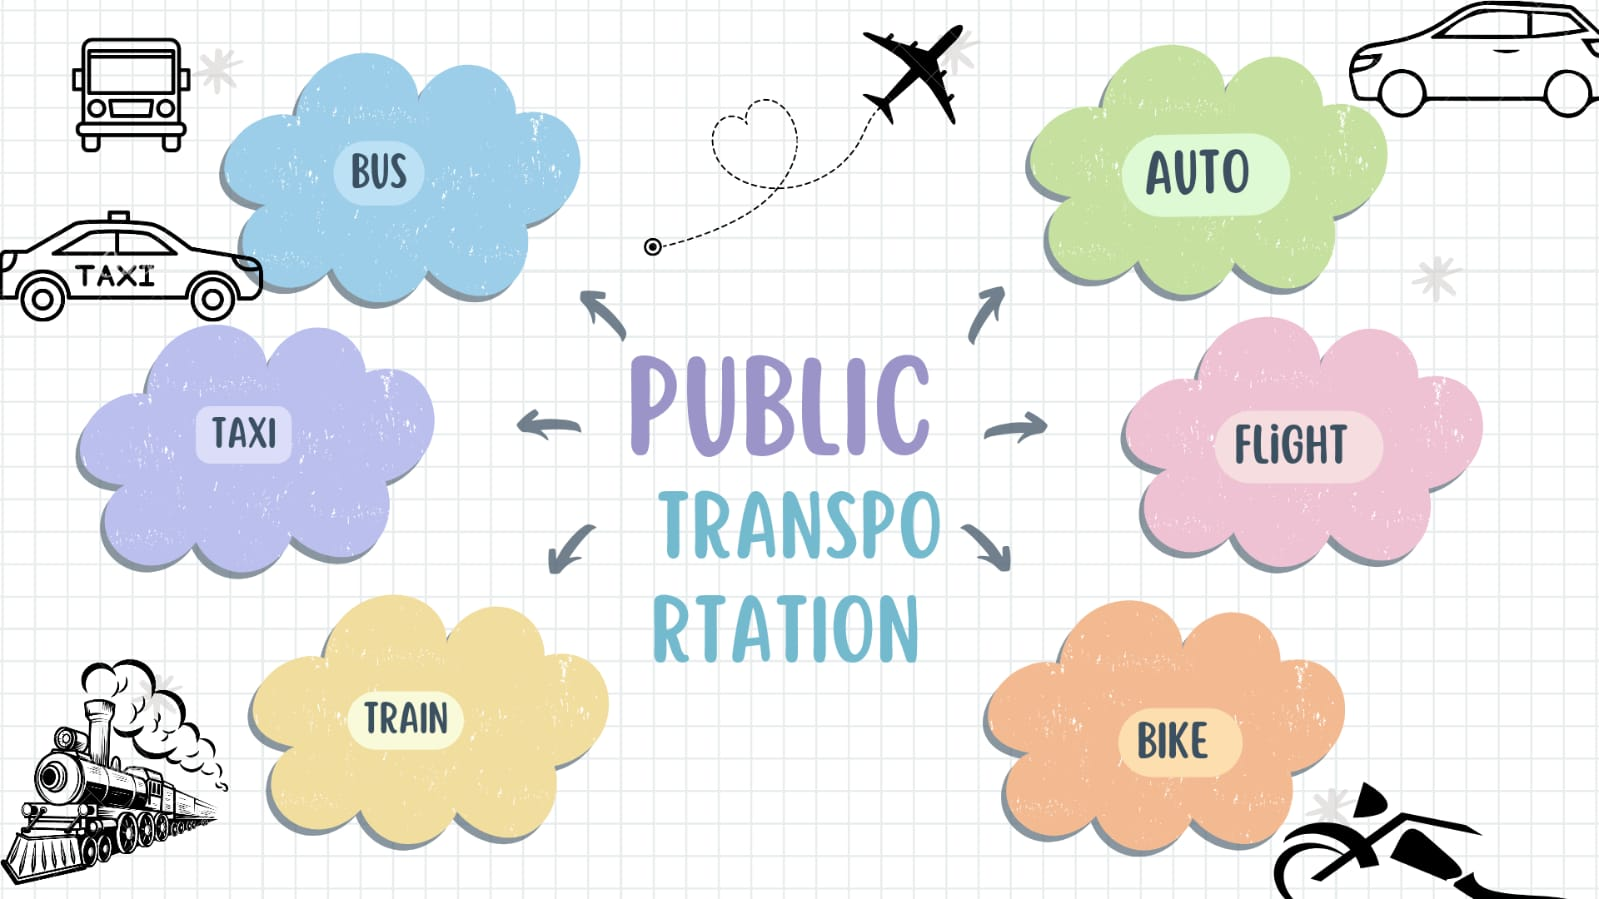 BUS
AUTO
TAXI
TAXI
FLiGHT
PUBLIC
TRANSPO
RTATION
TRAIN
BIKE